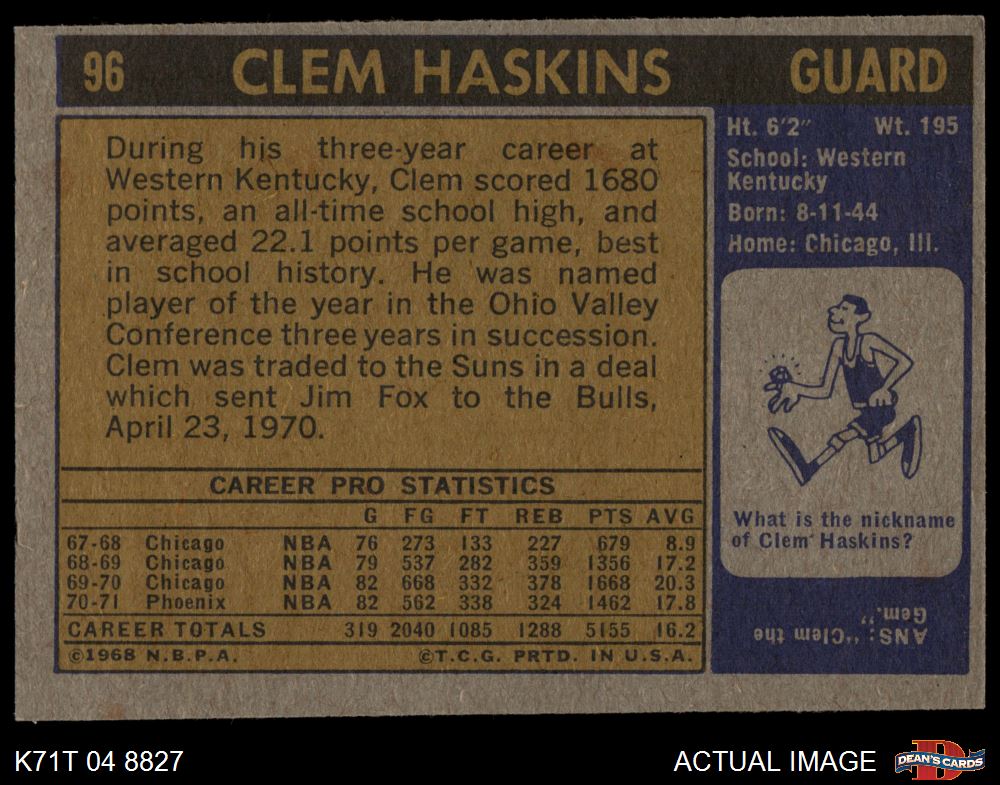 96 CLEM HASKINS GUARD
During his three-year career at
Western Kentucky, Clem scored 1680
points, an all-time school high, and
averaged 22.1 points per game, best
in school history. He was named
player of the year in the Ohio Valley
Conference three years in succession.
Clem was traded to the Suns in a deal
which sent Jim Fox to the Bulls,
April 23, 1970.
CAREER PRO STATISTICS
G FG FT REB PTS AVG
67-68 Chicago NBA 76 273 133 227 679 8.9
68-69 Chicago NBA 79 537 282 359 1356 17.2
69-70 Chicago NBA 82 668 332 378 1668 20.3
70-71 Phoenix NBA 82 562 338 324 1462 17.8
CAREER TOTALS 319 2040 1085 1288 5155 16.2
©1968 N.B.P.A. ©T.C.G. PRTD. IN U.S.A.
Ht. 6'2" Wt. 195
School: Western
Kentucky
Born: 8-11-44
Home: Chicago, Ill.
What is the nickname
of Clem Haskins?
ANS: "Clem the
Gem."
K71T 04 8827 ACTUAL IMAGE DEAN'S CARDS